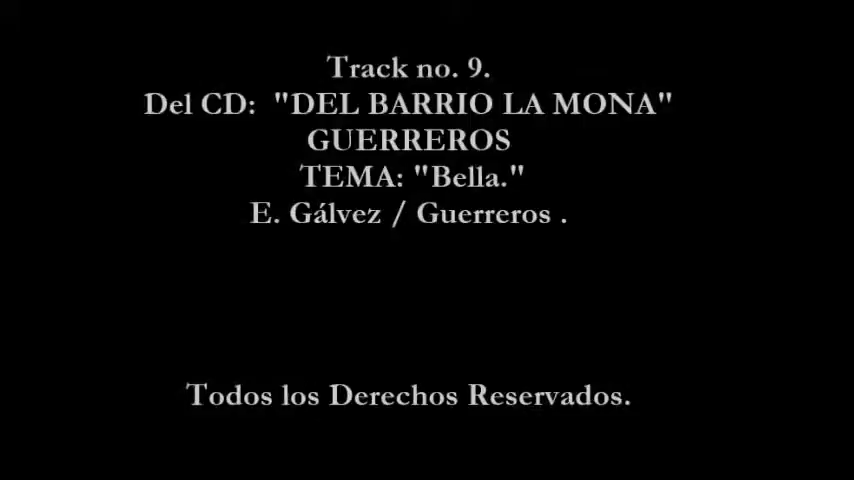 Track no. 9.
Del CD:  "DEL BARRIO LA MONA"
GUERREROS
TEMA: "Bella."
E. Gálvez / Guerreros .
Todos los Derechos Reservados.